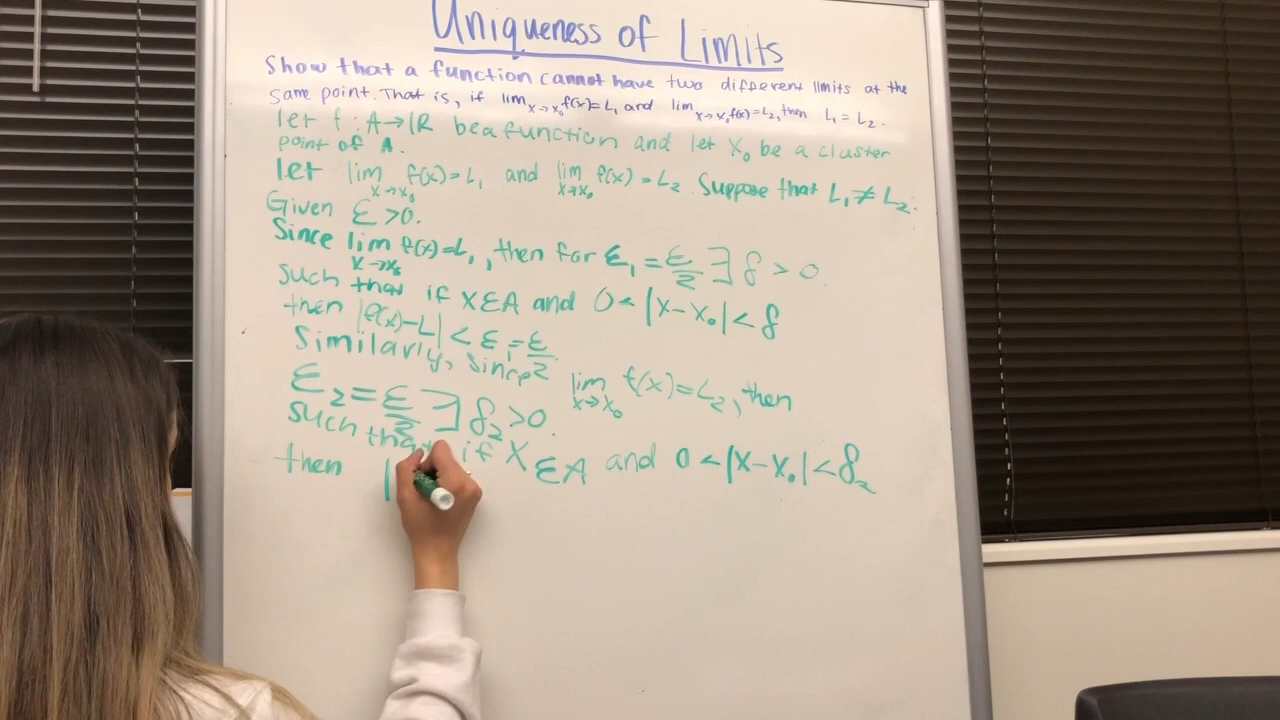 Uniqueness of Limits
Show that a function cannot have two different limits at the
same point. That is, if lim x→x₀ f(x)=L₁ and lim x→x₀ f(x)=L₂, then L₁ = L₂.
let f : A→ℝ be a function and let x₀ be a cluster
point of A.
let lim x→x₀ f(x)=L₁ and lim x→x₀ f(x)=L₂. Suppose that L₁ ≠ L₂.
Given ε>0.
Since lim x→x₀ f(x)=L₁, then for ε₁ = ε/2 ∃ δ > 0
such that if x∈A and 0<|x-x₀|<δ
then |f(x)-L|<ε₁=ε/2.
Similarly, since lim x→x₀ f(x)=L₂, then
ε₂=ε/2 ∃ δ₂>0.
such that if x∈A and 0<|x-x₀|<δ₂
then |